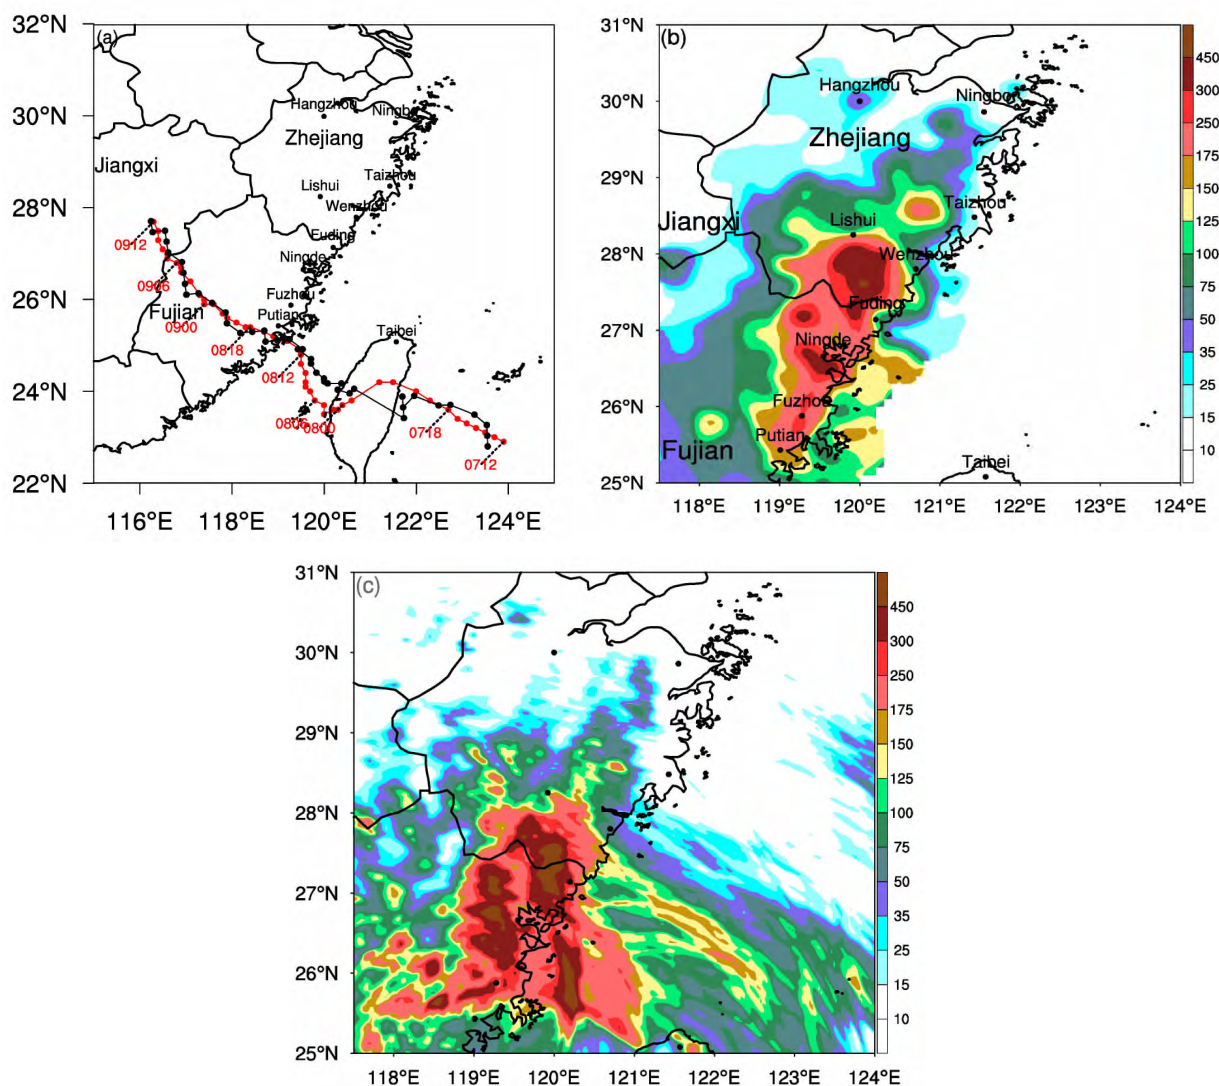 (a)
32°N
30°N
28°N
26°N
24°N
22°N
116°E
118°E
120°E
122°E
124°E
Hangzhou
Ningbo
Zhejiang
Jiangxi
Taizhou
Lishui
Wenzhou
Fuding
Ningde
Fuzhou
Fujian
Putian
Taibei
0912
0906
0900
0818
0812
0806
0800
0718
0712
(b)
31°N
30°N
29°N
28°N
27°N
26°N
25°N
118°E
119°E
120°E
121°E
122°E
123°E
124°E
Hangzhou
Ningbo
Zhejiang
Taizhou
Jiangxi
Lishui
Wenzhou
Fuding
Ningde
Fuzhou
Putian
Fujian
Taibei
450
300
250
175
150
125
100
75
50
35
25
15
10
(c)
31°N
30°N
29°N
28°N
27°N
26°N
25°N
118°E
119°E
120°E
121°E
122°E
123°E
124°E
450
300
250
175
150
125
100
75
50
35
25
15
10